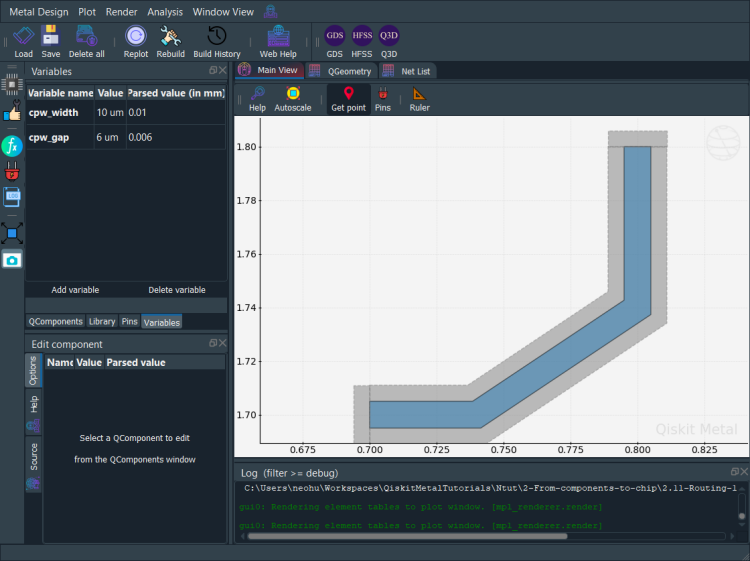 Metal Design Plot Render Analysis Window View
Load Save Delete all Replot Rebuild Build History Web Help GDS HFSS Q3D
GDS HFSS Q3D
Variables
Variable name Value Parsed value (in mm)
cpw_width 10 um 0.01
cpw_gap 6 um 0.006
Add variable Delete variable
QComponents Library Pins Variables
Edit component
Options
Help
Source
Name Value Parsed value
Select a QComponent to edit
from the QComponents window
Main View QGeometry Net List
Help Autoscale Get point Pins Ruler
1.80
1.78
1.76
1.74
1.72
1.70
0.675 0.700 0.725 0.750 0.775 0.800 0.825
Qiskit Metal
Log (filter >= debug)
C:\Users\neohu\Workspaces\QiskitMetalTutorials\Ntut\2-From-components-to-chip\2.11-Routing-1
gui0: Rendering element tables to plot window. [mpl_renderer.render]
gui0: Rendering element tables to plot window. [mpl_renderer.render]